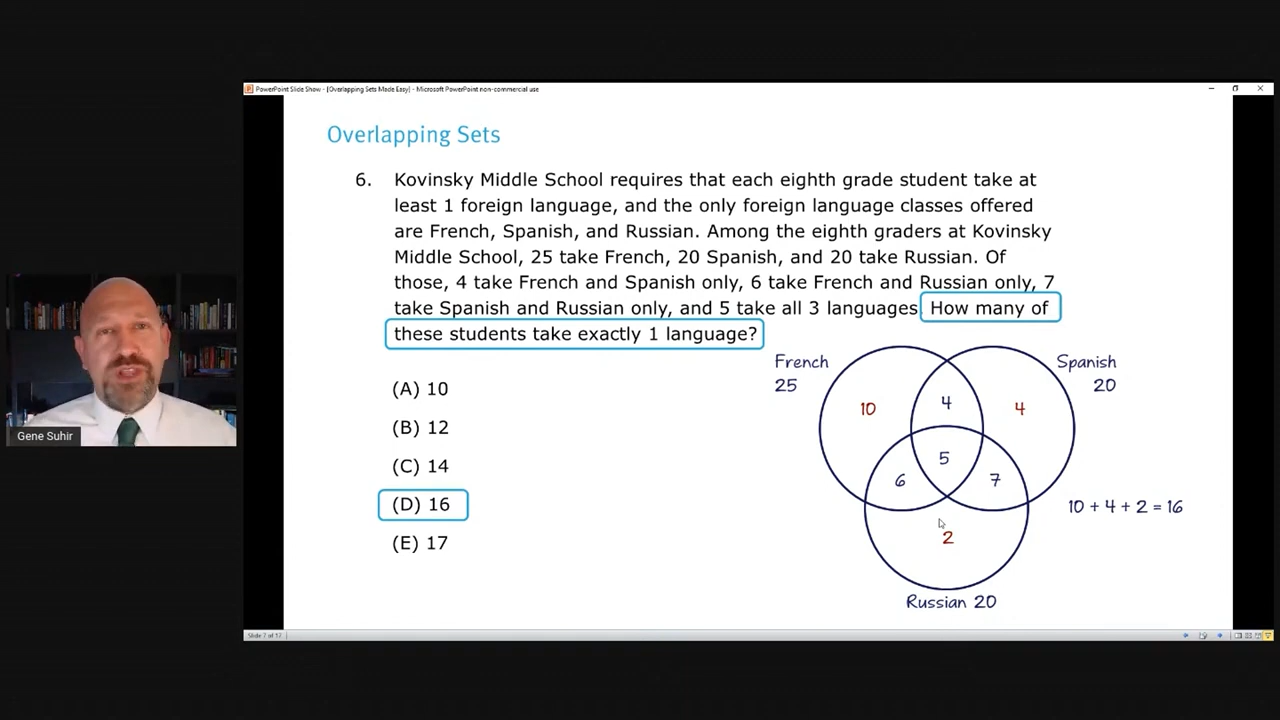 PowerPoint Slide Show - [Overlapping Sets Made Easy] - Microsoft PowerPoint non-commercial use
Overlapping Sets
6. Kovinsky Middle School requires that each eighth grade student take at
least 1 foreign language, and the only foreign language classes offered
are French, Spanish, and Russian. Among the eighth graders at Kovinsky
Middle School, 25 take French, 20 Spanish, and 20 take Russian. Of
those, 4 take French and Spanish only, 6 take French and Russian only, 7
take Spanish and Russian only, and 5 take all 3 languages. How many of
these students take exactly 1 language?
(A) 10
(B) 12
(C) 14
(D) 16
(E) 17
French
25
Spanish
20
10
4
4
5
6
7
10 + 4 + 2 = 16
2
Russian 20
Gene Suhir
Slide 7 of 17